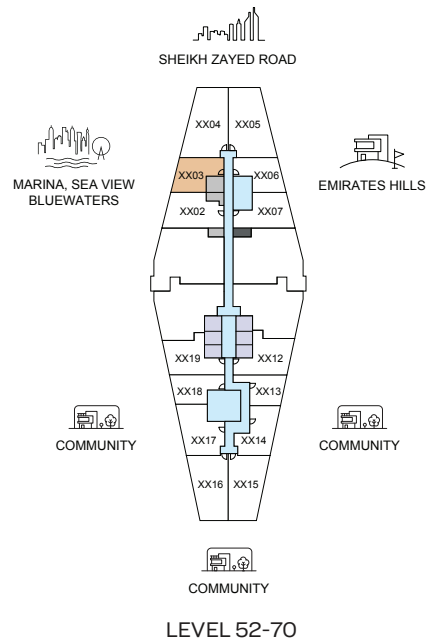 SHEIKH ZAYED ROAD
XX04 XX05
MARINA, SEA VIEW
BLUEWATERS
XX03 XX06
EMIRATES HILLS
XX02 XX07
XX19 XX12
XX18 XX13
COMMUNITY
COMMUNITY
XX17 XX14
XX16 XX15
COMMUNITY
LEVEL 52-70